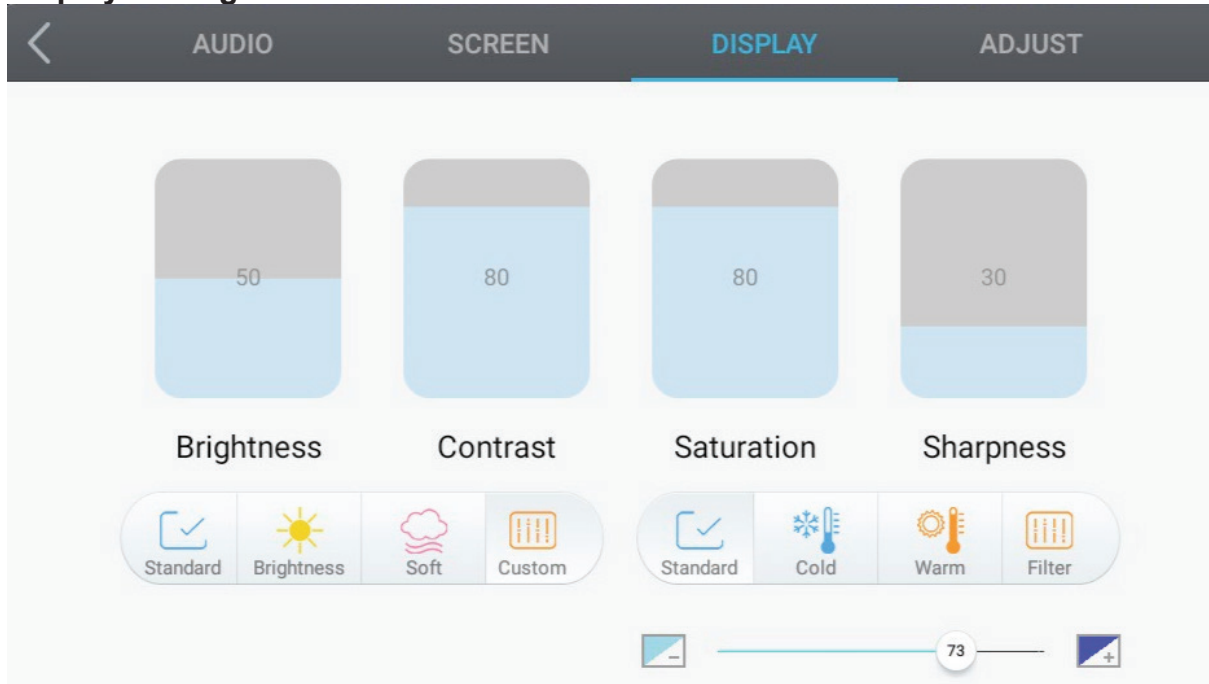 AUDIO SCREEN DISPLAY ADJUST
50 80 80 30
Brightness Contrast Saturation Sharpness
Standard Brightness Soft Custom Standard Cold Warm Filter
73